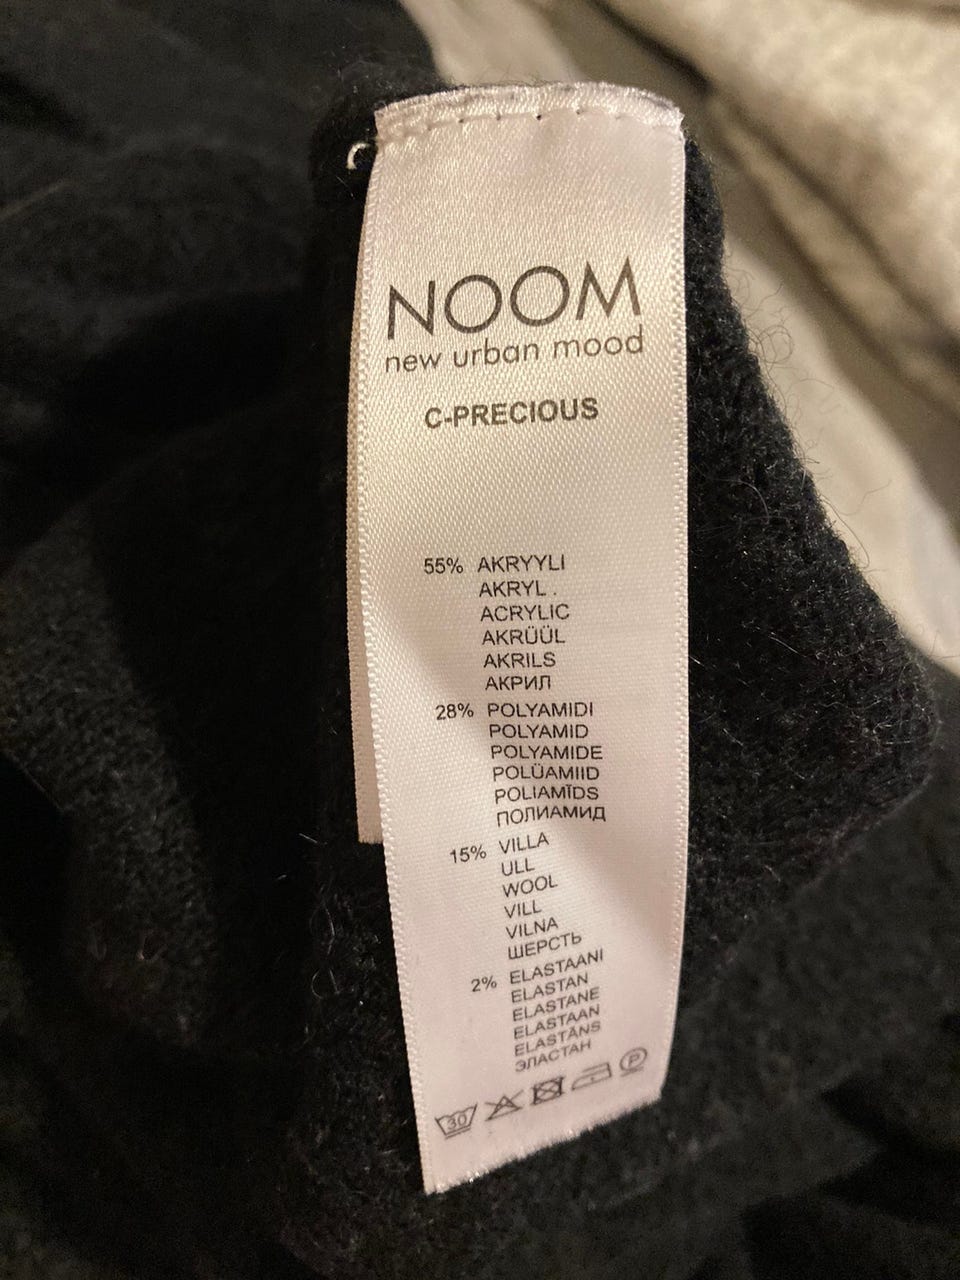 NOOM
new urban mood
C-PRECIOUS
55% AKRYYLI
AKRYL .
ACRYLIC
AKRÜÜL
AKRILS
АКРИЛ
28% POLYAMIDI
POLYAMID
POLYAMIDE
POLÜAMIID
POLIAMĪDS
ПОЛИАМИД
15% VILLA
ULL
WOOL
VILL
VILNA
ШЕРСТЬ
2% ELASTAANI
ELASTAN
ELASTANE
ELASTAAN
ELASTĀNS
ЭЛАСТАН
30 P